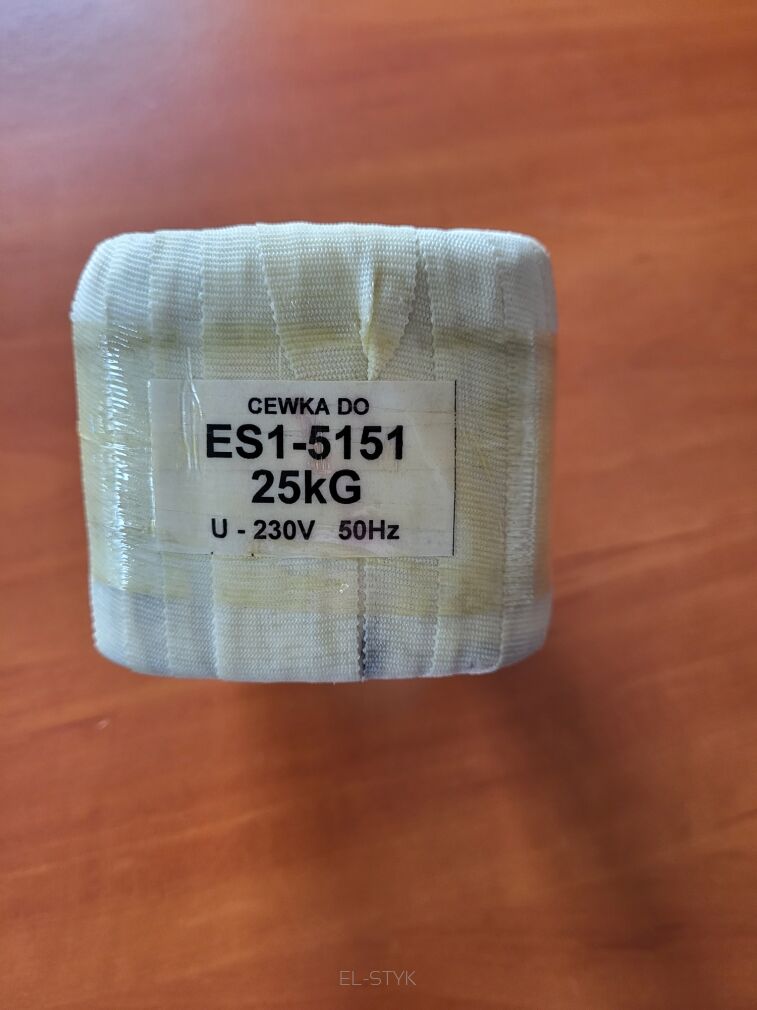 CEWKA DO
ES1-5151
25kG
U - 230V 50Hz
EL-STYK